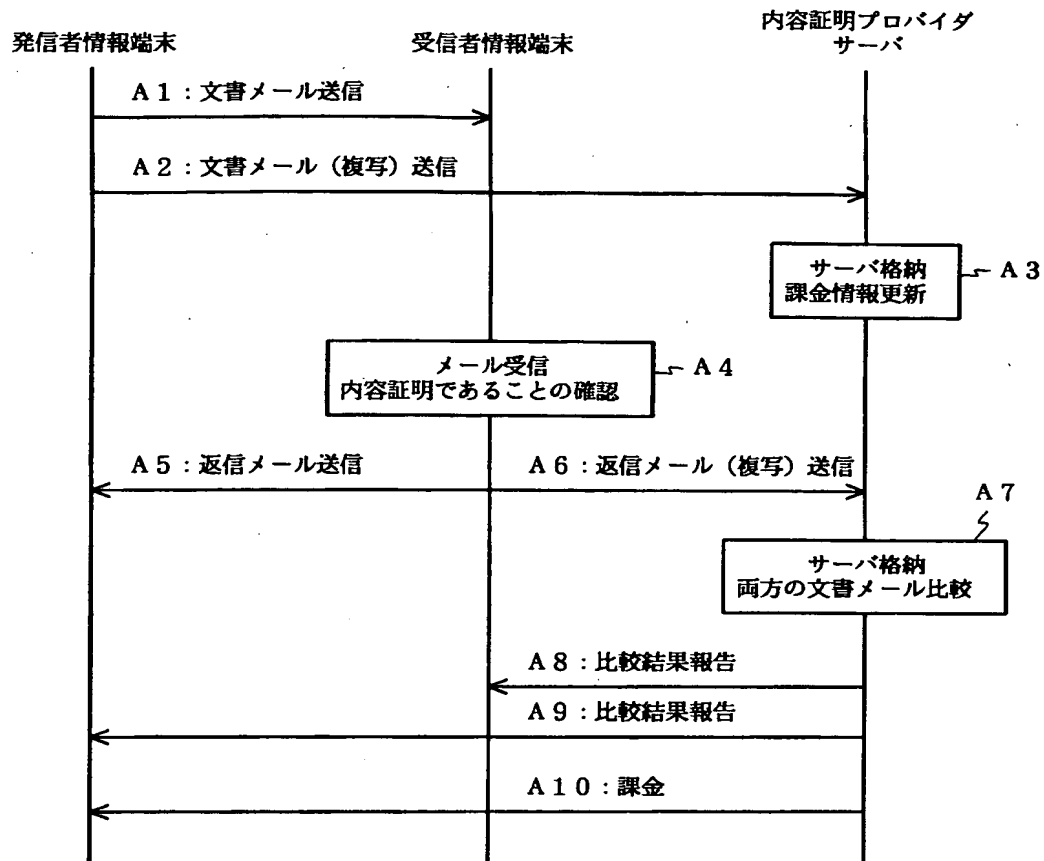 発信者情報端末
受信者情報端末
内容証明プロバイダ
サーバ
A1:文書メール送信
A2:文書メール(複写)送信
サーバ格納
課金情報更新
A3
メール受信
内容証明であることの確認
A4
A5:返信メール送信
A6:返信メール(複写)送信
A7
サーバ格納
両方の文書メール比較
A8:比較結果報告
A9:比較結果報告
A10:課金